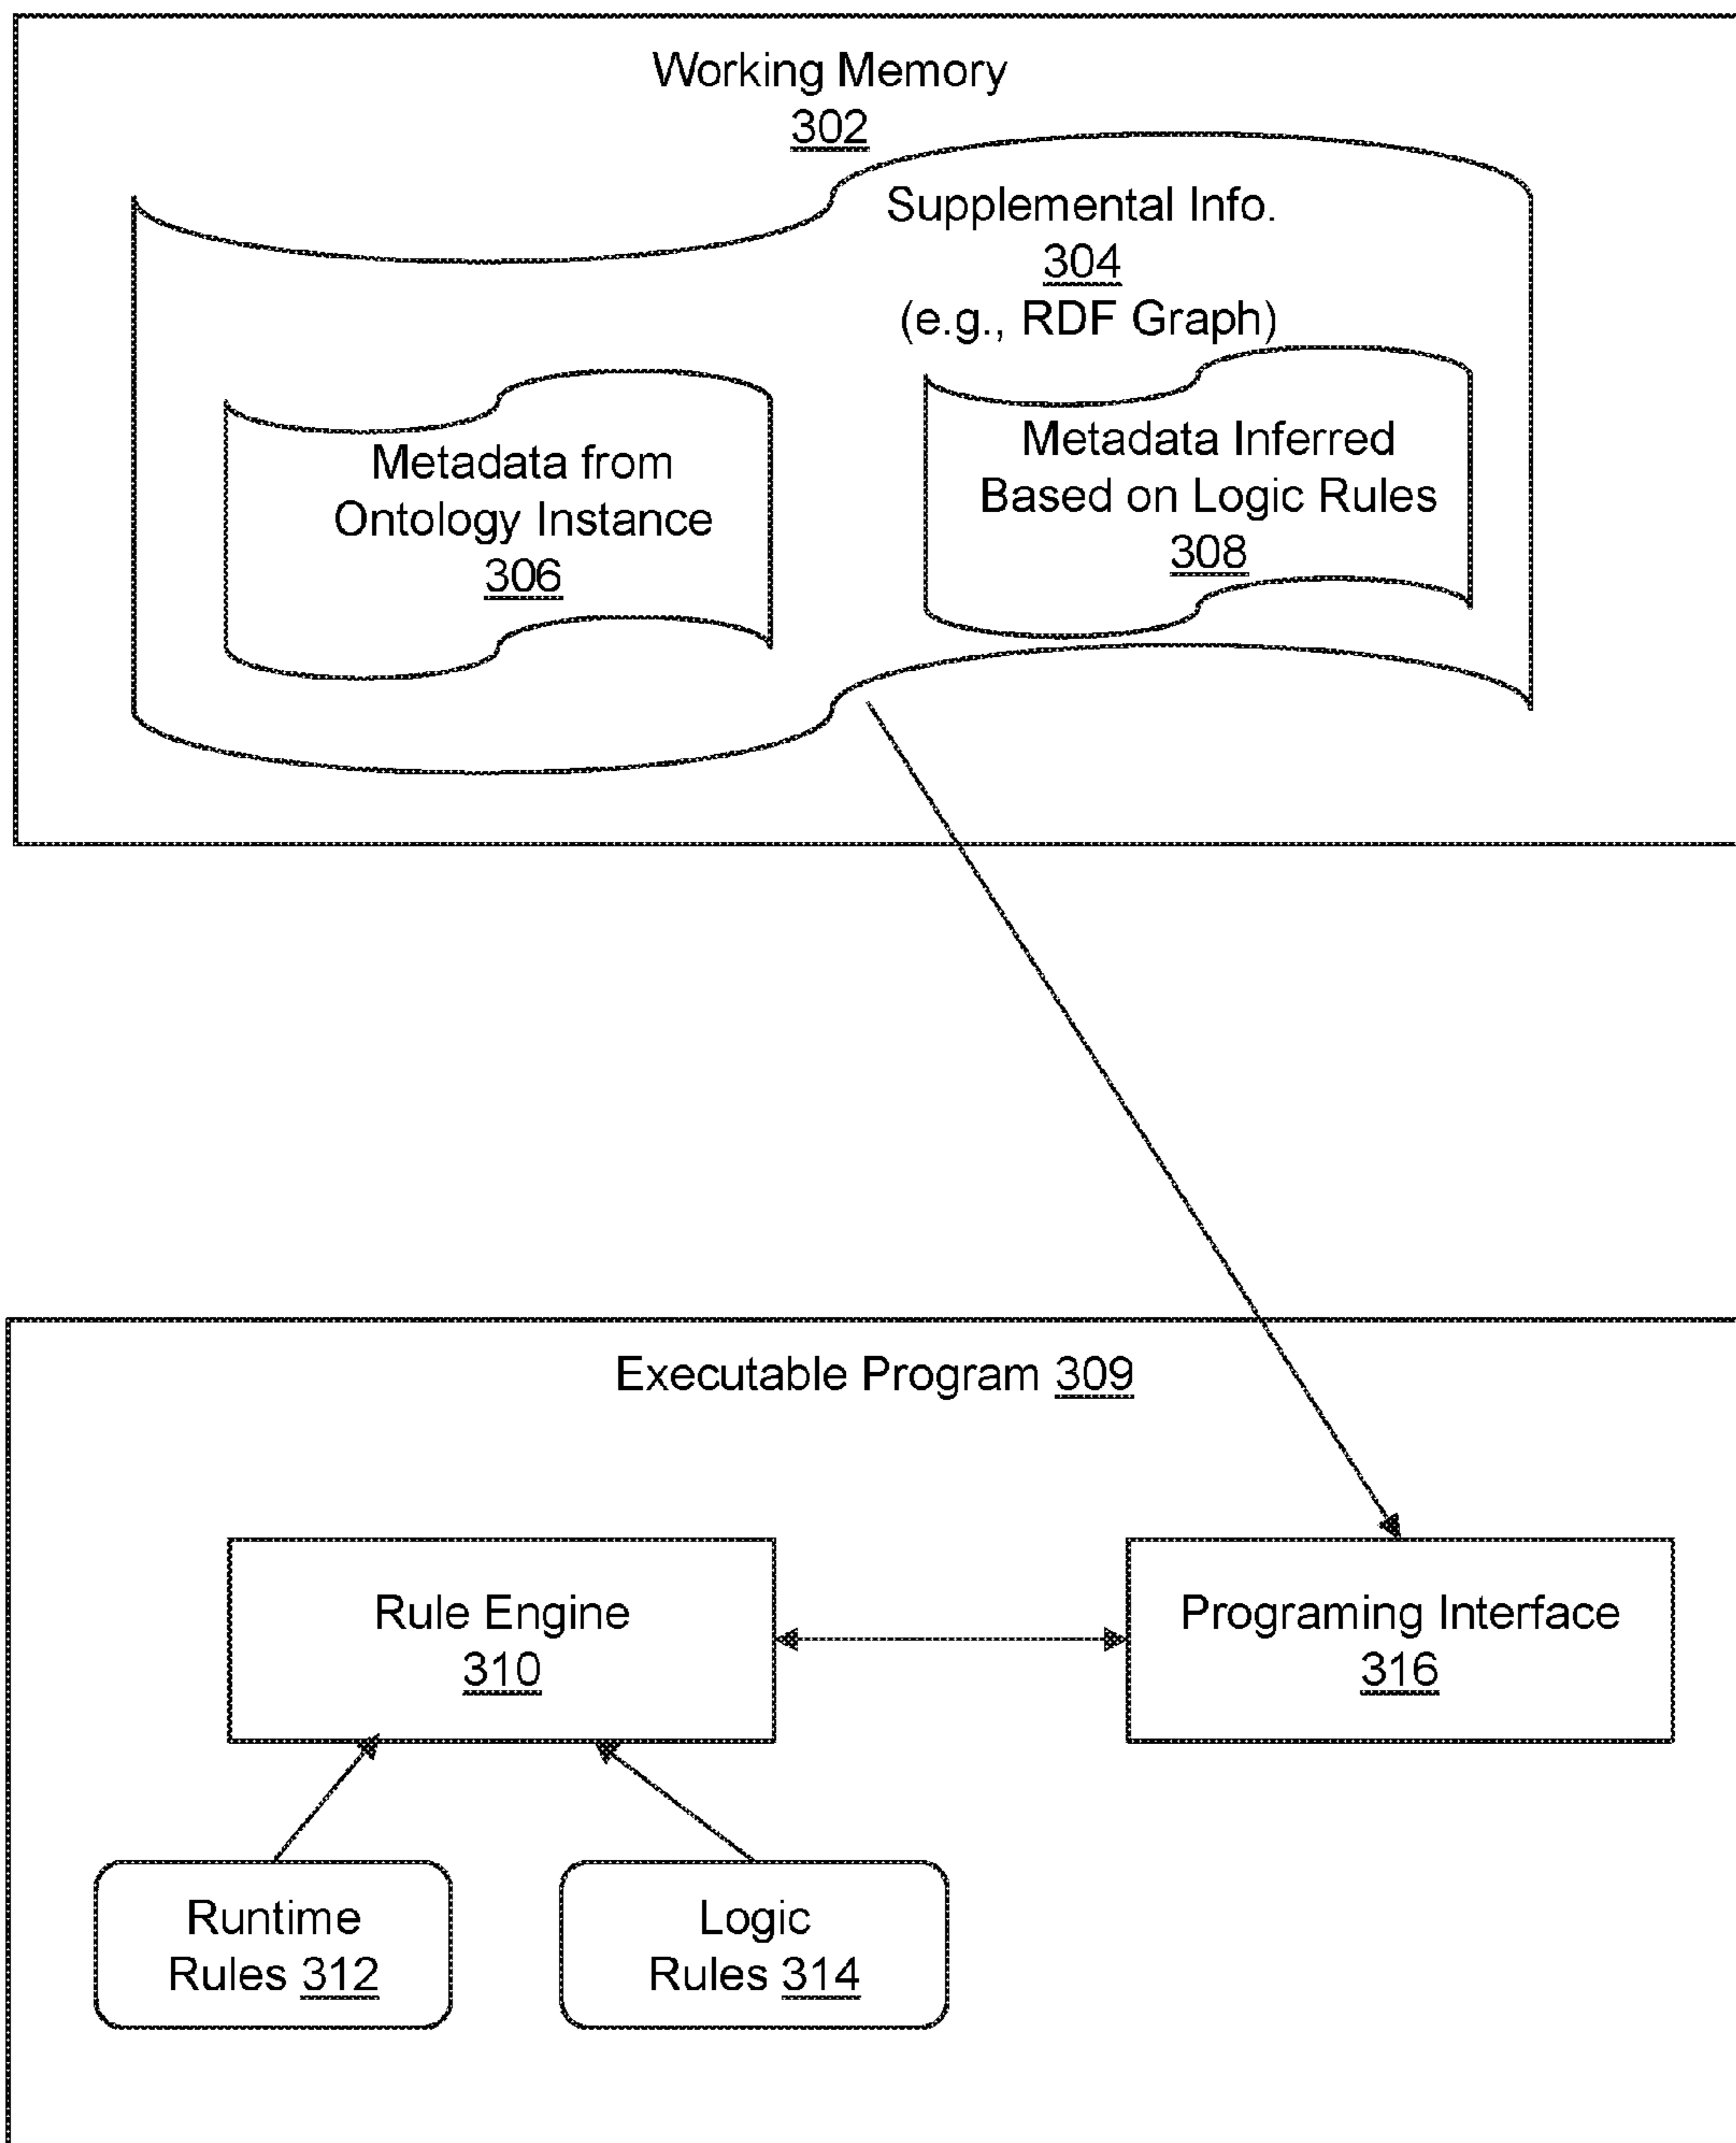 Working Memory
302
Supplemental Info.
304
(e.g., RDF Graph)
Metadata from
Ontology Instance
306
Metadata Inferred
Based on Logic Rules
308
Executable Program 309
Rule Engine
310
Programing Interface
316
Runtime
Rules 312
Logic
Rules 314